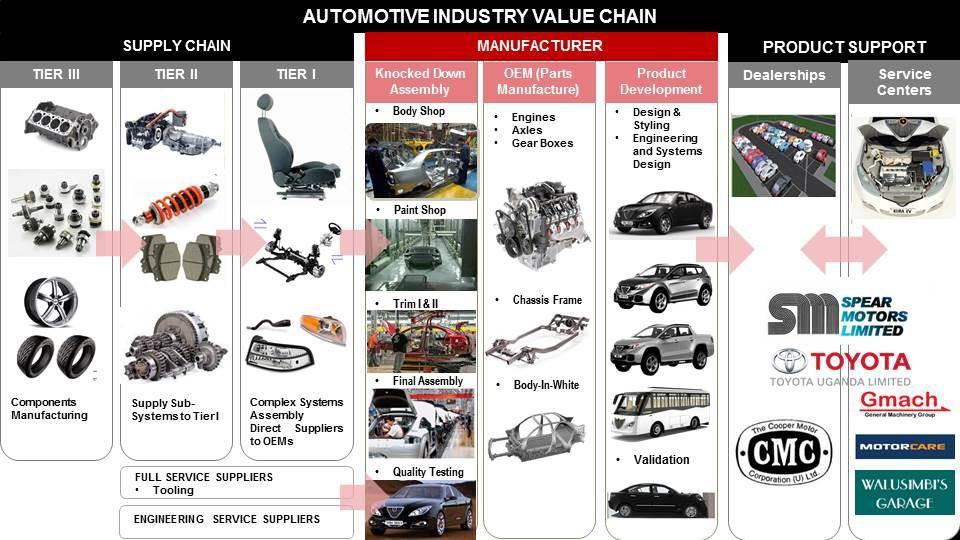 AUTOMOTIVE INDUSTRY VALUE CHAIN
SUPPLY CHAIN
MANUFACTURER
PRODUCT SUPPORT
TIER III
TIER II
TIER I
Knocked Down
Assembly
OEM (Parts
Manufacture)
Product
Development
Dealerships
Service
Centers
Components
Manufacturing
Supply Sub-
Systems to Tier I
Complex Systems
Assembly
Direct Suppliers
to OEMs
FULL SERVICE SUPPLIERS
• Tooling
ENGINEERING SERVICE SUPPLIERS
• Body Shop
• Paint Shop
• Trim I & II
• Final Assembly
• Quality Testing
• Engines
• Axles
• Gear Boxes
• Chassis Frame
• Body-In-White
• Design &
Styling
• Engineering
and Systems
Design
• Validation
KIIRA EV
SM SPEAR
MOTORS
LIMITED
TOYOTA
TOYOTA UGANDA LIMITED
Gmach
General Machinery Group
The Cooper Motor
CMC
Corporation (U) Ltd.
MOTORCARE
WALUSIMBI'S
GARAGE